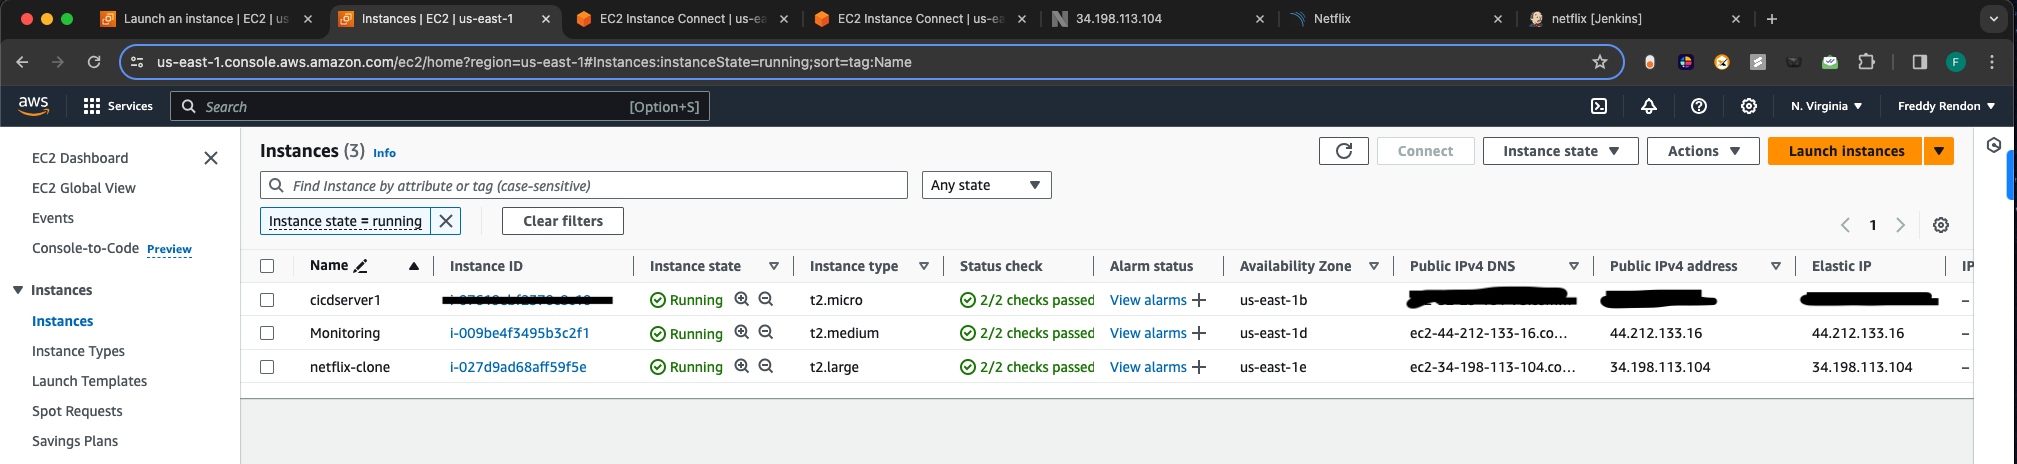 Launch an instance | EC2 | us
Instances | EC2 | us-east-1
EC2 Instance Connect | us-ea
EC2 Instance Connect | us-ea
34.198.113.104
Netflix
netflix [Jenkins]
us-east-1.console.aws.amazon.com/ec2/home?region=us-east-1#Instances:instanceState=running;sort=tag:Name
F
aws
Services
Search
[Option+S]
N. Virginia
Freddy Rendon
EC2 Dashboard
EC2 Global View
Events
Console-to-Code Preview
Instances
Instances
Instance Types
Launch Templates
Spot Requests
Savings Plans
Instances (3) Info
Connect
Instance state
Actions
Launch instances
Find Instance by attribute or tag (case-sensitive)
Any state
Instance state = running
Clear filters
1
Name Instance ID Instance state Instance type Status check Alarm status Availability Zone Public IPv4 DNS Public IPv4 address Elastic IP IP
cicdserver1 Running t2.micro 2/2 checks passed View alarms + us-east-1b –
Monitoring i-009be4f3495b3c2f1 Running t2.medium 2/2 checks passed View alarms + us-east-1d ec2-44-212-133-16.co... 44.212.133.16 44.212.133.16 –
netflix-clone i-027d9ad68aff59f5e Running t2.large 2/2 checks passed View alarms + us-east-1e ec2-34-198-113-104.co... 34.198.113.104 34.198.113.104 –